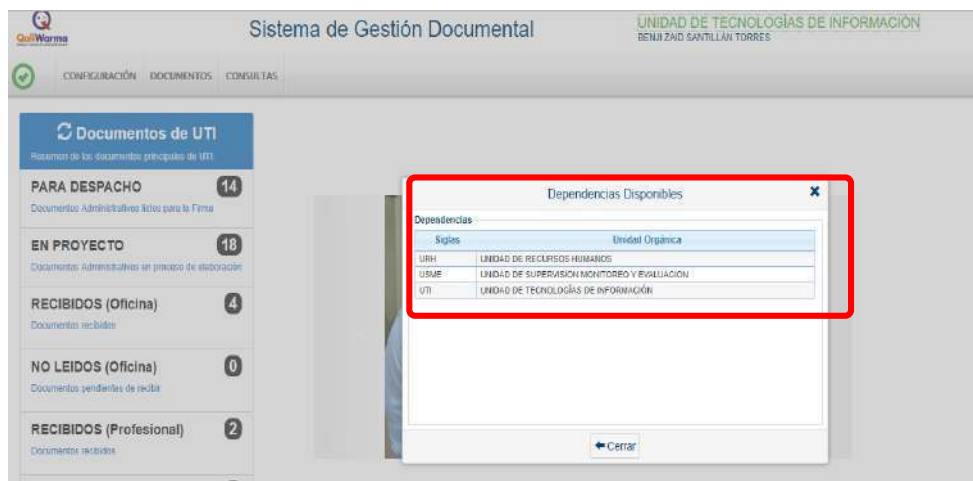 QaliWarma
Sistema de Gestión Documental
UNIDAD DE TECNOLOGÍAS DE INFORMACIÓN
BENJI ZAID SANTILLÁN TORRES
CONFIGURACIÓN DOCUMENTOS CONSULTAS
Documentos de UTI
Resumen de los documentos principales de UTI
PARA DESPACHO 14
Documentos Administrativos listos para la Firma
EN PROYECTO 18
Documentos Administrativos en proceso de elaboración
RECIBIDOS (Oficina) 4
Documentos recibidos
NO LEIDOS (Oficina) 0
Documentos pendientes de recibir
RECIBIDOS (Profesional) 2
Documentos recibidos
Dependencias Disponibles
Dependencias
Siglas Unidad Orgánica
URH UNIDAD DE RECURSOS HUMANOS
USME UNIDAD DE SUPERVISION MONITOREO Y EVALUACION
UTI UNIDAD DE TECNOLOGÍAS DE INFORMACIÓN
Cerrar